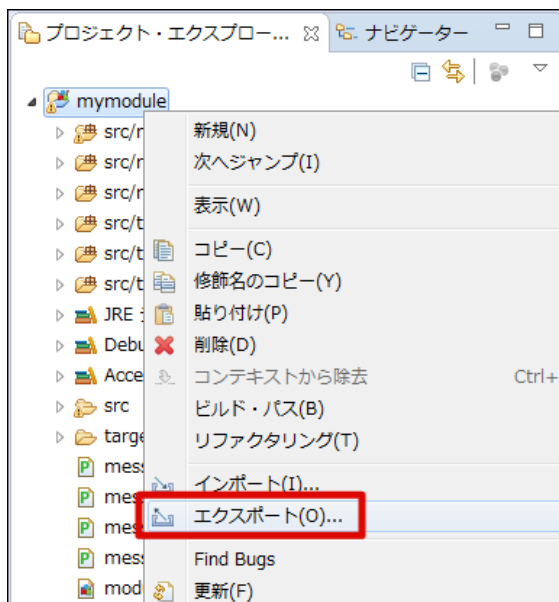 プロジェクト・エクスプロー... ナビゲーター
mymodule
src/
新規(N)
src/
次へジャンプ(I)
src/
表示(W)
src/t
src/t
コピー(C)
src/t
修飾名のコピー(Y)
JRE
貼り付け(P)
Debu
削除(D)
Acce
コンテキストから除去 Ctrl+
src
ビルド・パス(B)
targe
リファクタリング(T)
mess
インポート(I)...
mes
エクスポート(O)...
mes
mess
Find Bugs
mod
更新(F)